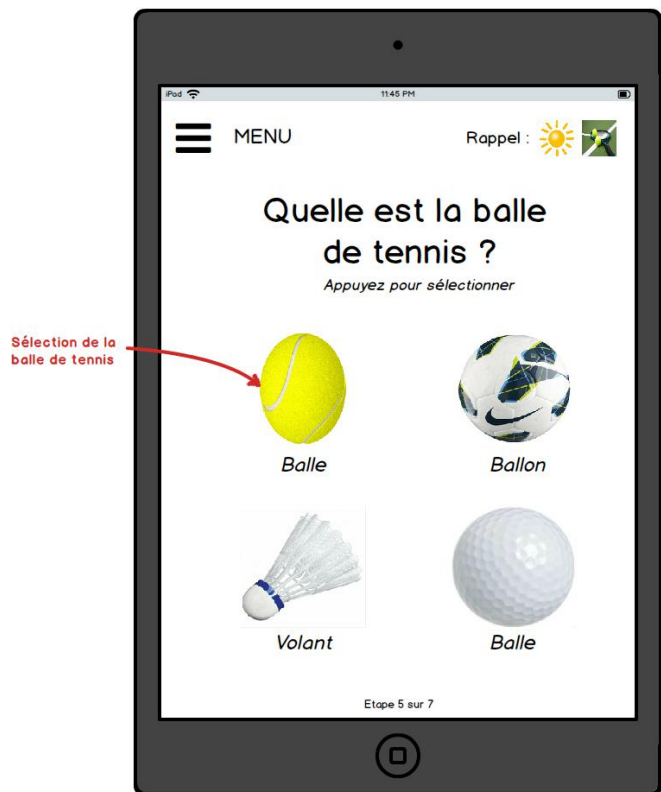 iPad
11:45 PM
MENU
Rappel :
Quelle est la balle
de tennis ?
Appuyez pour sélectionner
Sélection de la
balle de tennis
Balle
Ballon
Volant
Balle
Etape 5 sur 7